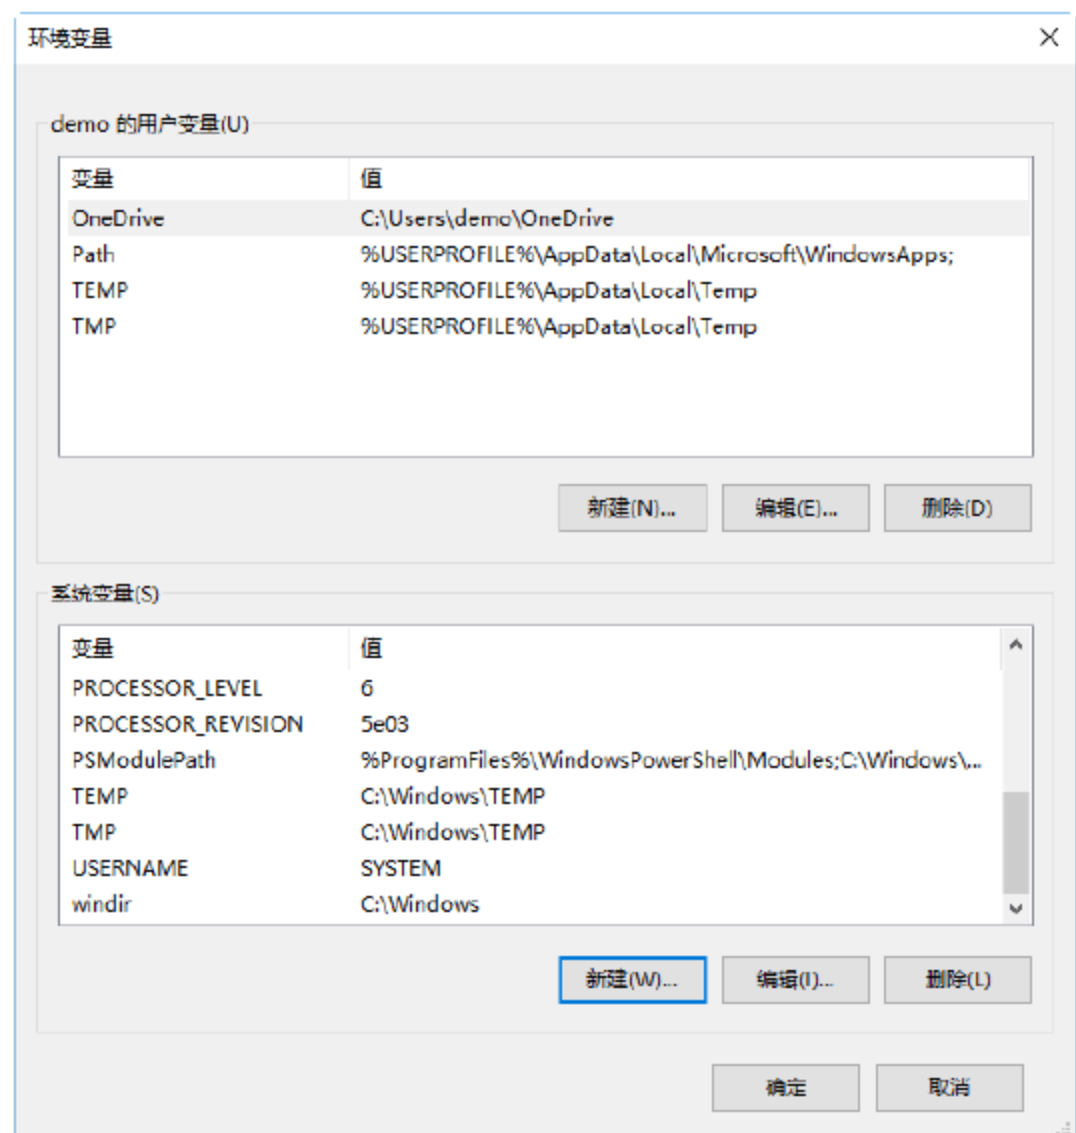 环境变量
demo 的用户变量(U)
变量 值
OneDrive C:\Users\demo\OneDrive
Path %USERPROFILE%\AppData\Local\Microsoft\WindowsApps;
TEMP %USERPROFILE%\AppData\Local\Temp
TMP %USERPROFILE%\AppData\Local\Temp
新建(N)... 编辑(E)... 删除(D)
系统变量(S)
变量 值
PROCESSOR_LEVEL 6
PROCESSOR_REVISION 5e03
PSModulePath %ProgramFiles%\WindowsPowerShell\Modules;C:\Windows\...
TEMP C:\Windows\TEMP
TMP C:\Windows\TEMP
USERNAME SYSTEM
windir C:\Windows
新建(W)... 编辑(I)... 删除(L)
确定 取消